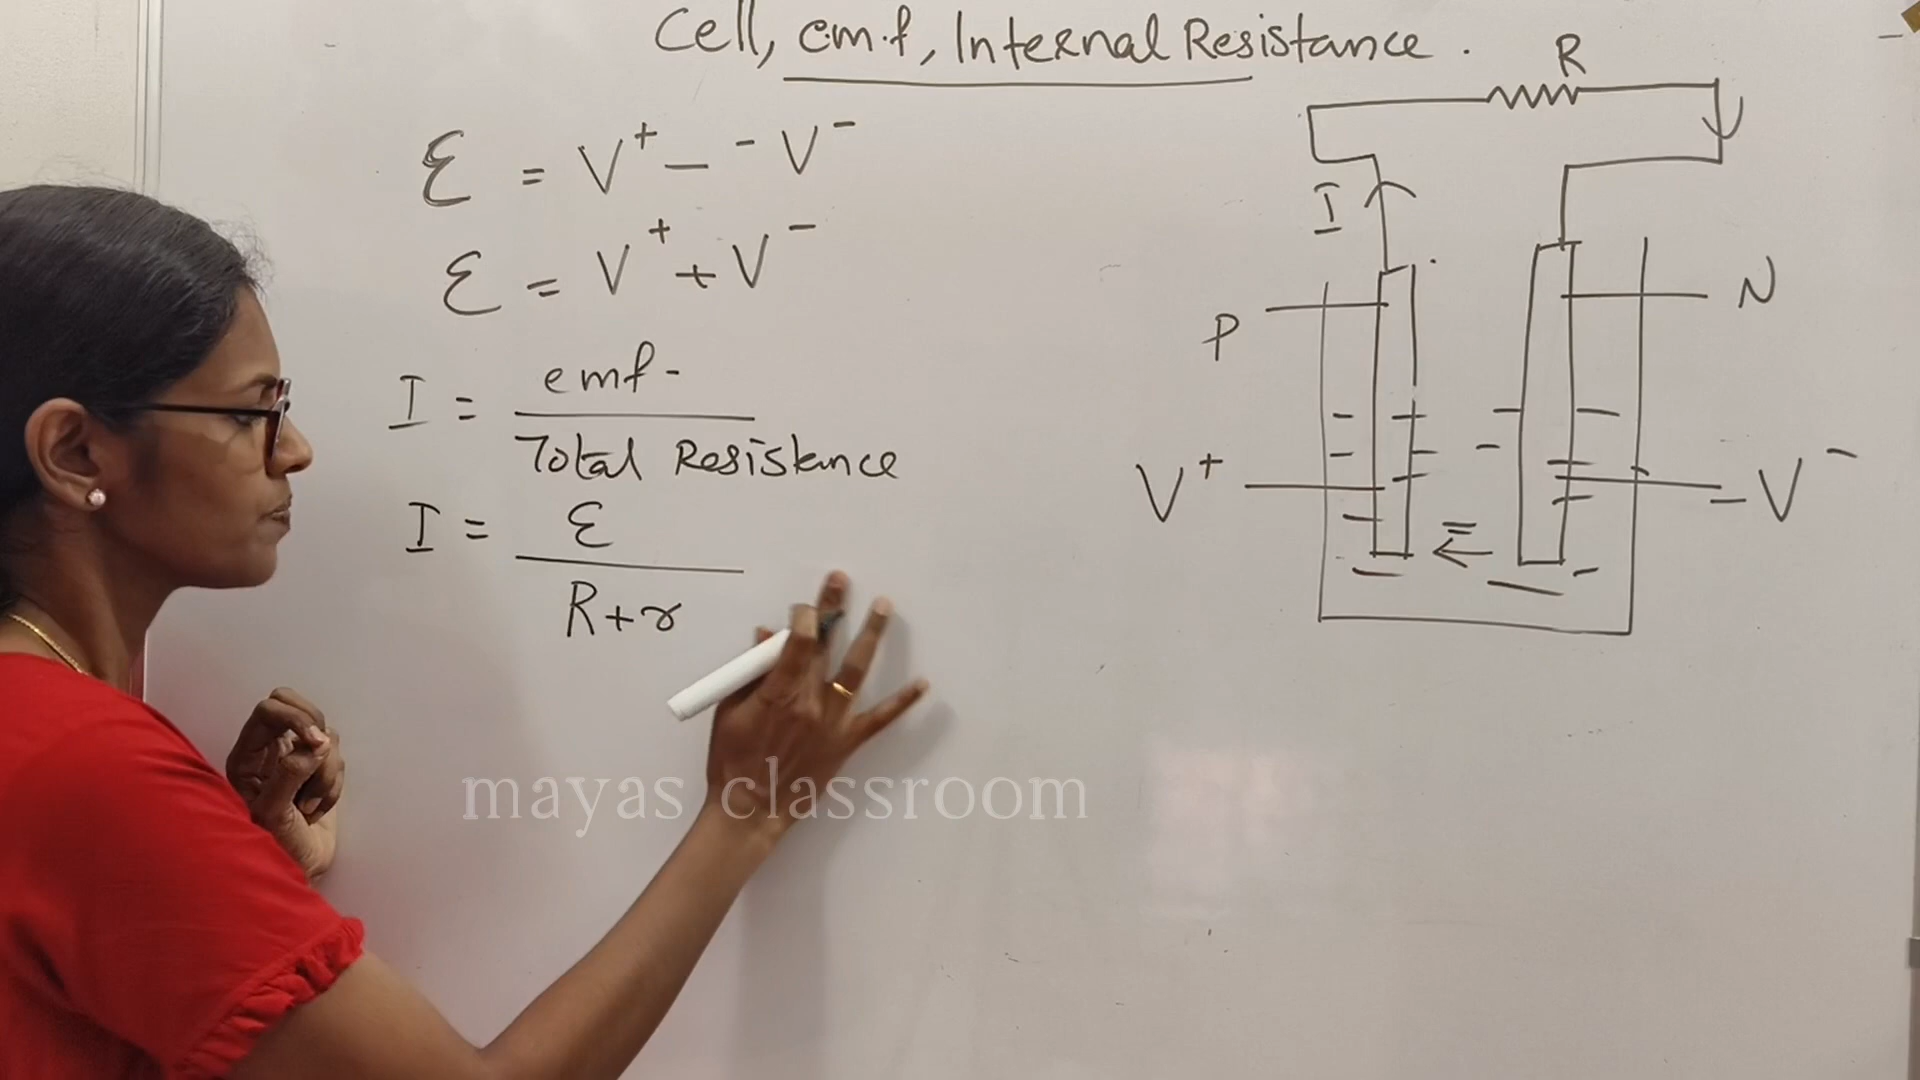 Cell, e.m.f, Internal Resistance.
Ɛ = V⁺ - -V⁻
Ɛ = V⁺ + V⁻
I = emf -
Total Resistance
I = Ɛ
R+r
R
I
P
N
V⁺
-V⁻
mayas classroom